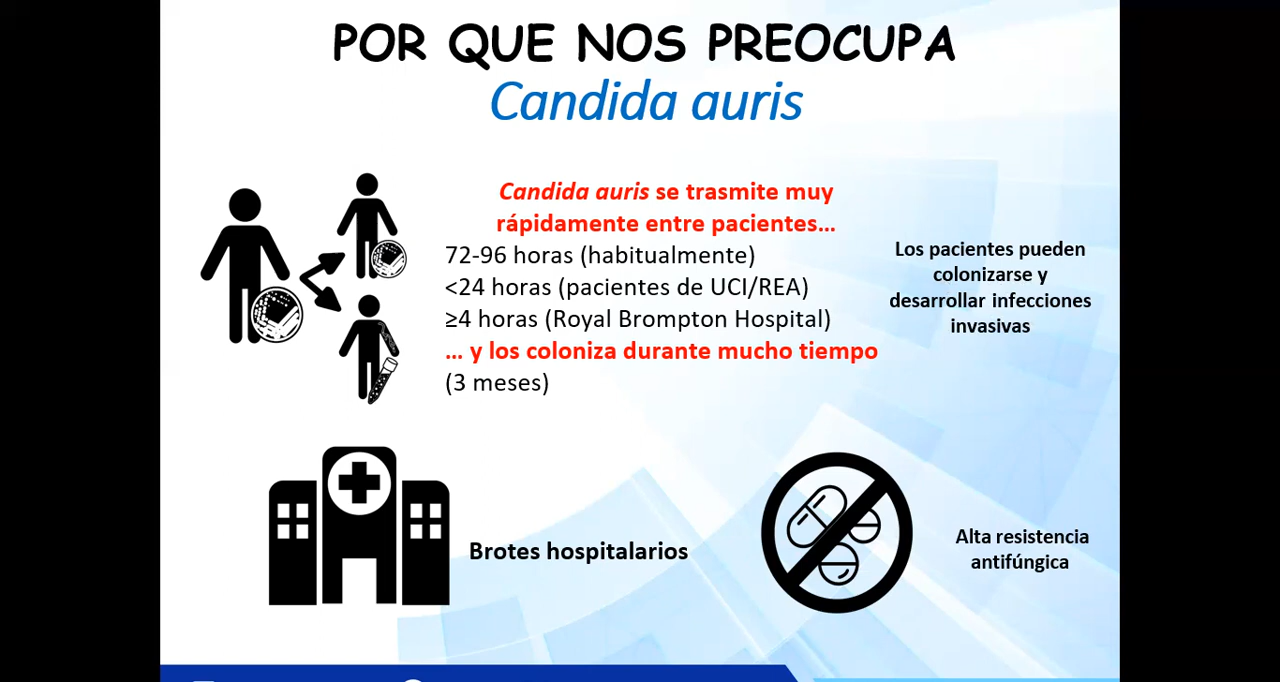 POR QUE NOS PREOCUPA
Candida auris
Candida auris se trasmite muy
rápidamente entre pacientes...
72-96 horas (habitualmente)
<24 horas (pacientes de UCI/REA)
≥4 horas (Royal Brompton Hospital)
... y los coloniza durante mucho tiempo
(3 meses)
Los pacientes pueden
colonizarse y
desarrollar infecciones
invasivas
Brotes hospitalarios
Alta resistencia
antifúngica